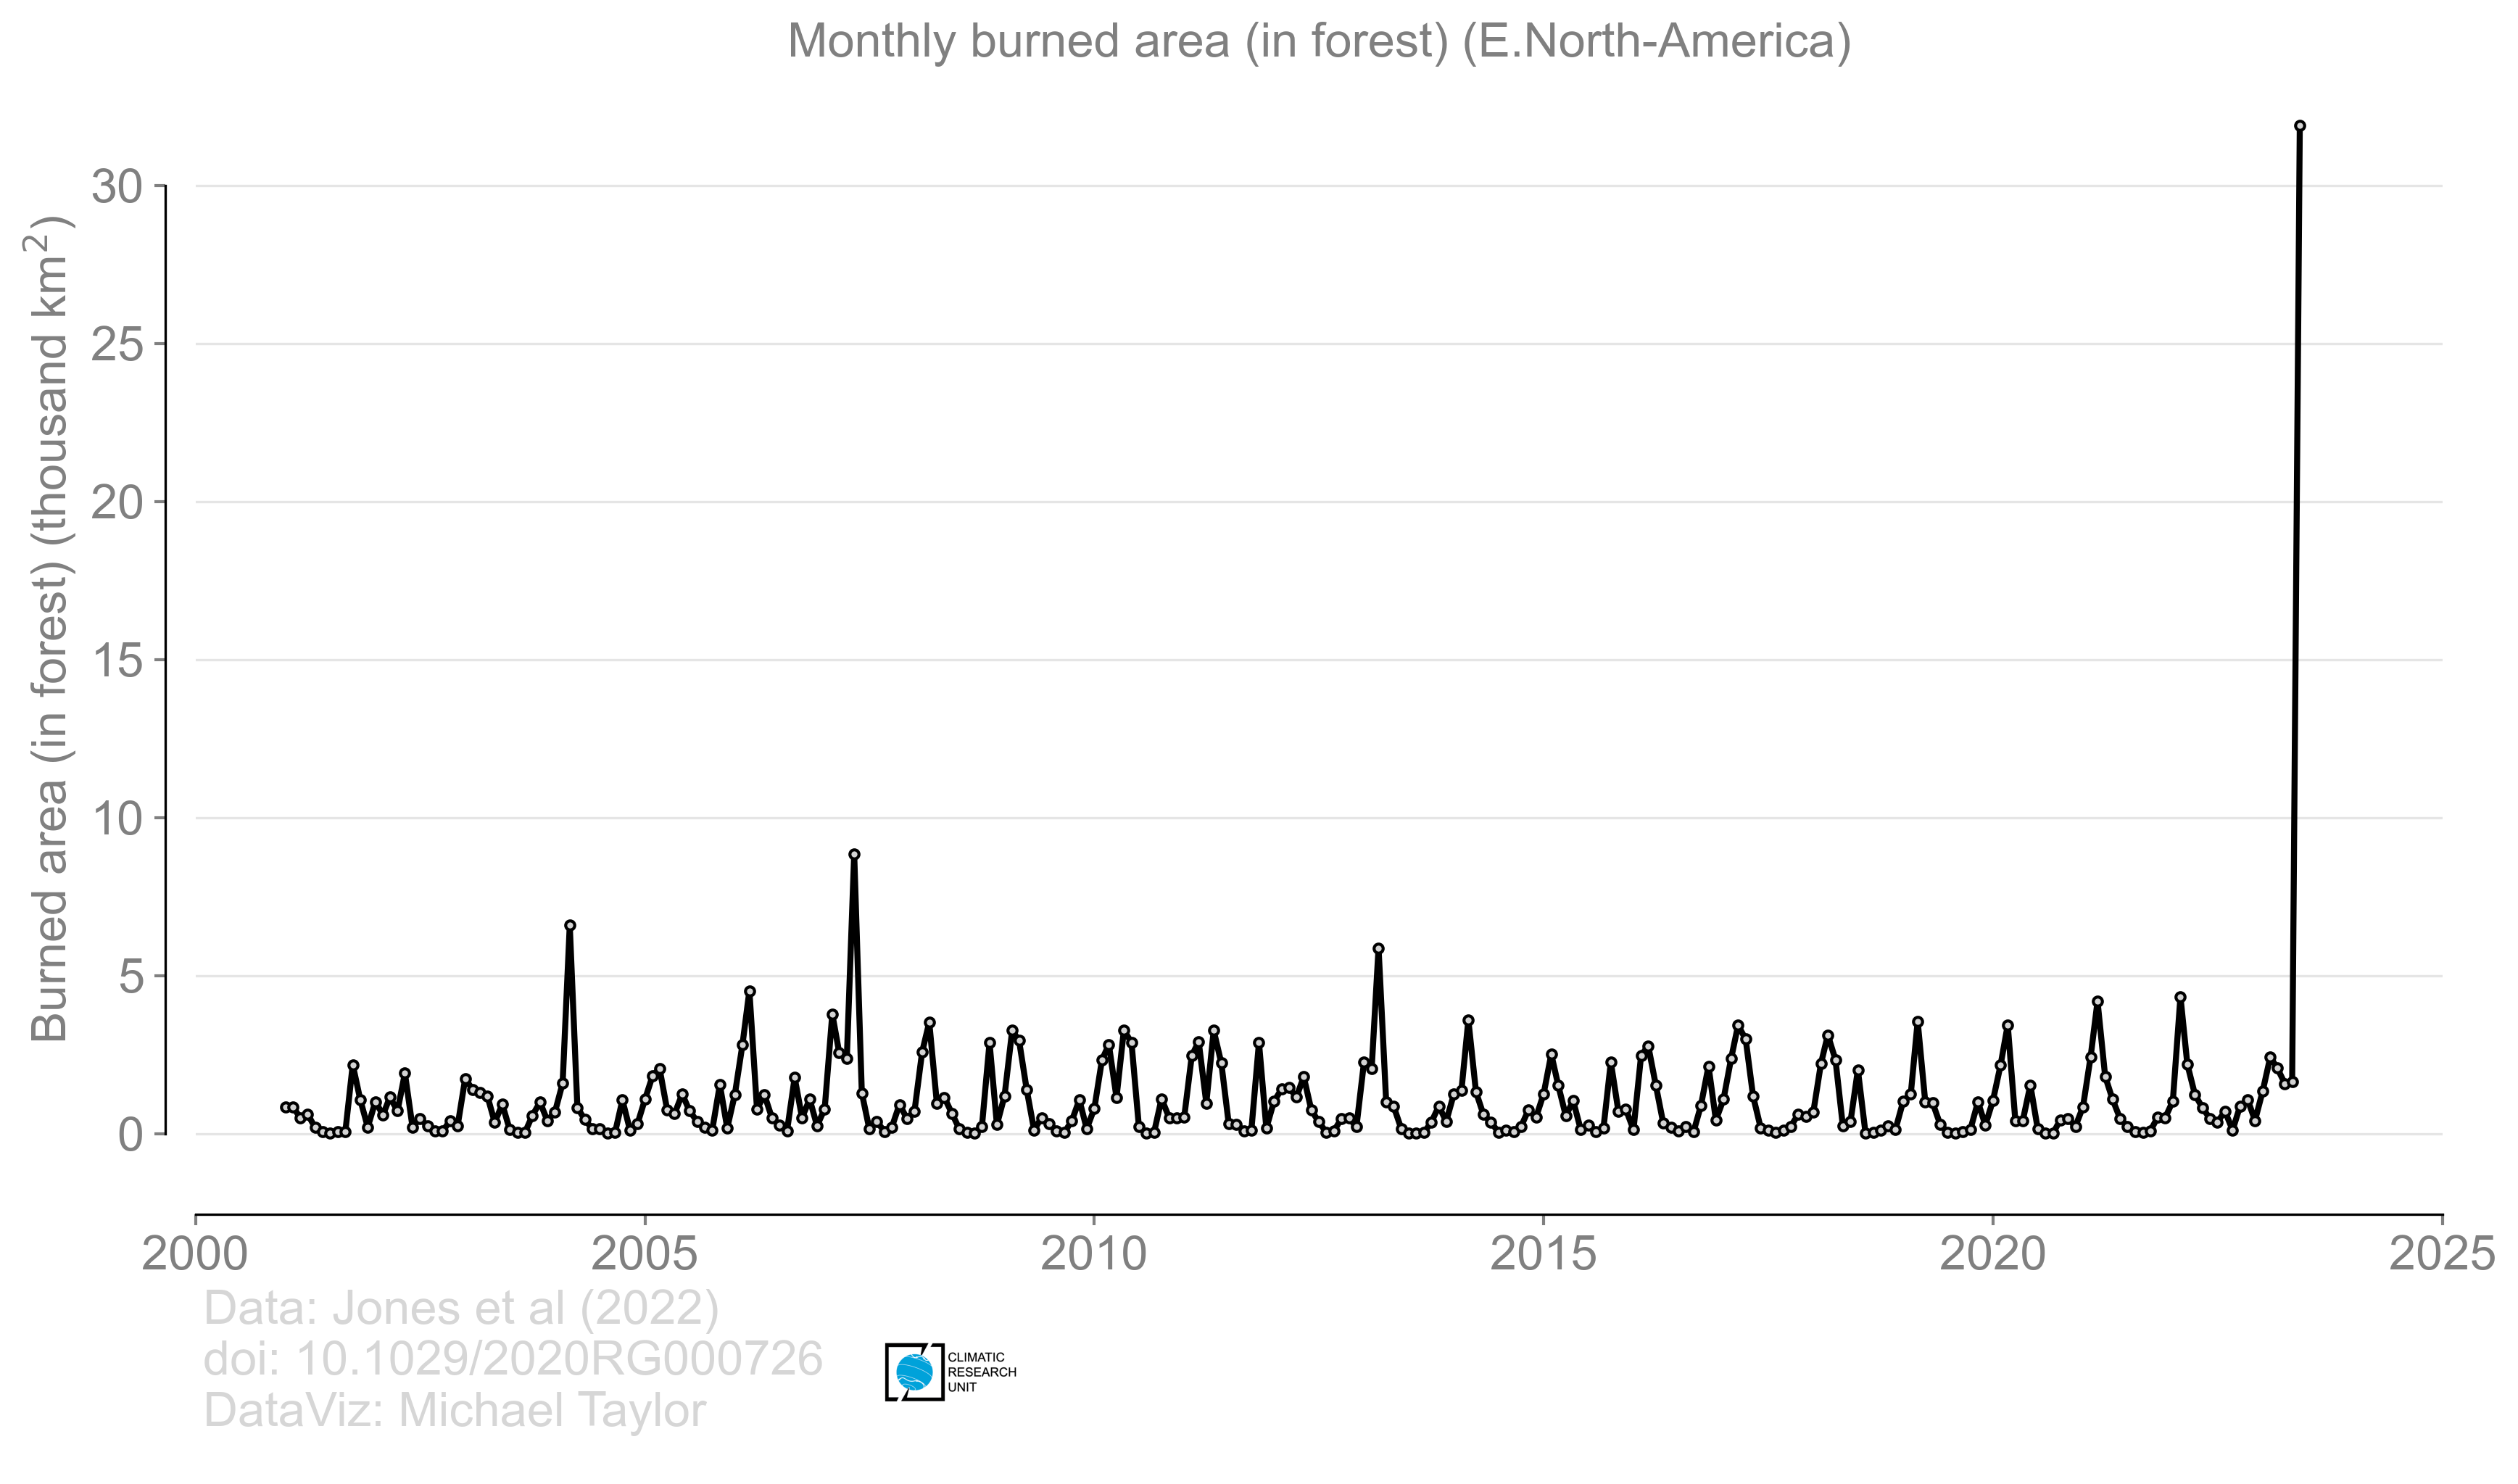 Monthly burned area (in forest) (E.North-America)
Burned area (in forest) (thousand km²)
30
25
20
15
10
5
0
2000 2005 2010 2015 2020 2025
Data: Jones et al (2022)
doi: 10.1029/2020RG000726
DataViz: Michael Taylor
CLIMATIC
RESEARCH
UNIT